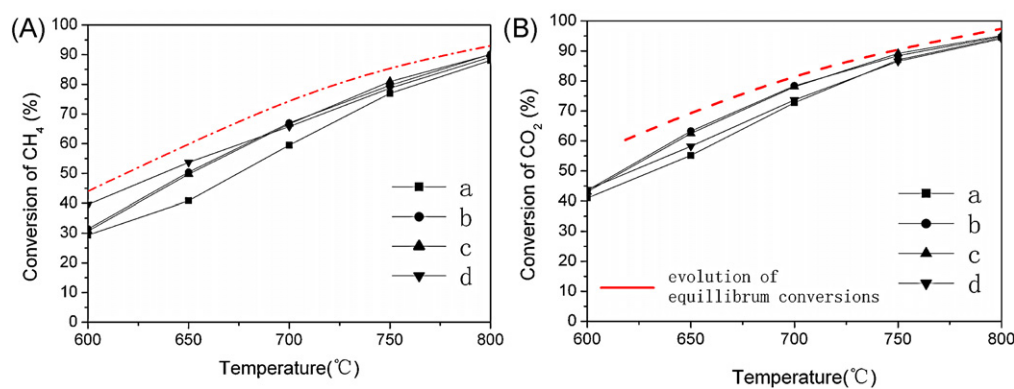 (A)
Conversion of CH4 (%)
100
90
80
70
60
50
40
30
20
10
0
600
650
700
750
800
Temperature(℃)
a
b
c
d
(B)
Conversion of CO2 (%)
100
90
80
70
60
50
40
30
20
10
0
600
650
700
750
800
Temperature(℃)
a
b
c
d
evolution of
equillibrum conversions